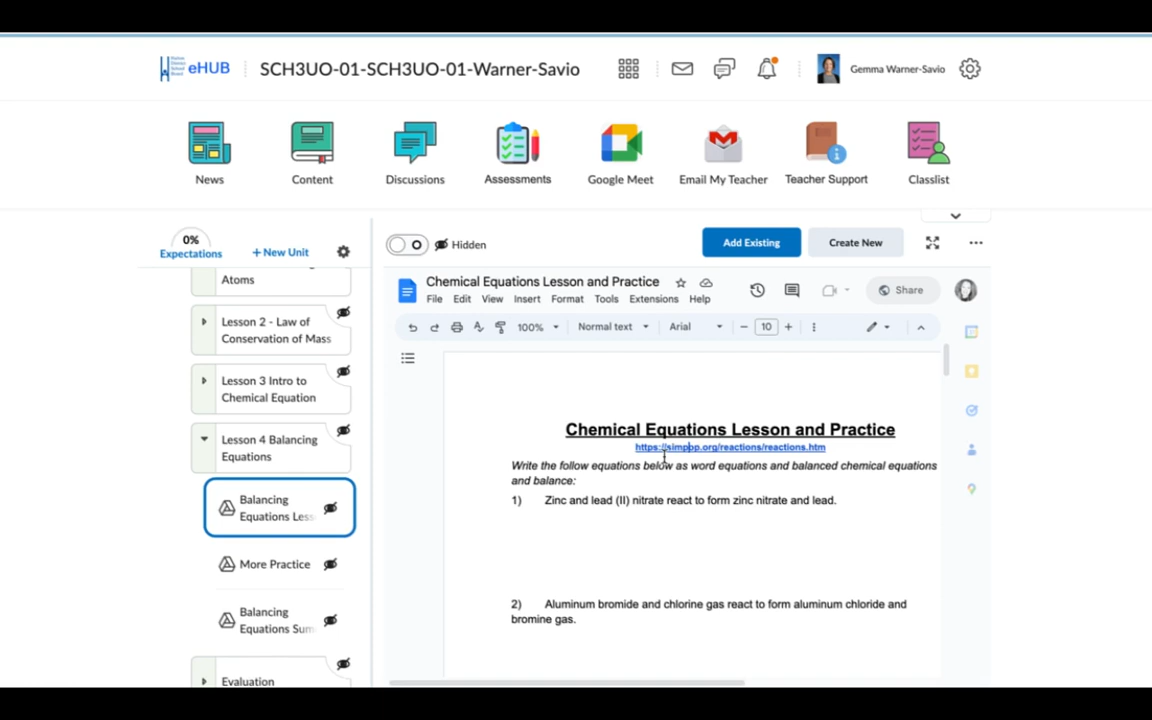 Halton District School Board
eHUB
SCH3UO-01-SCH3UO-01-Warner-Savio
Gemma Warner-Savio
News
Content
Discussions
Assessments
Google Meet
Email My Teacher
Teacher Support
Classlist
0%
Expectations
+ New Unit
Atoms
Lesson 2 - Law of
Conservation of Mass
Lesson 3 Intro to
Chemical Equation
Lesson 4 Balancing
Equations
Balancing
Equations Less
More Practice
Balancing
Equations Sum
Evaluation
Hidden
Add Existing
Create New
Chemical Equations Lesson and Practice
File Edit View Insert Format Tools Extensions Help
Share
100%
Normal text
Arial
10
Chemical Equations Lesson and Practice
https://simppp.org/reactions/reactions.htm
Write the follow equations below as word equations and balanced chemical equations
and balance:
1) Zinc and lead (II) nitrate react to form zinc nitrate and lead.
2) Aluminum bromide and chlorine gas react to form aluminum chloride and
bromine gas.